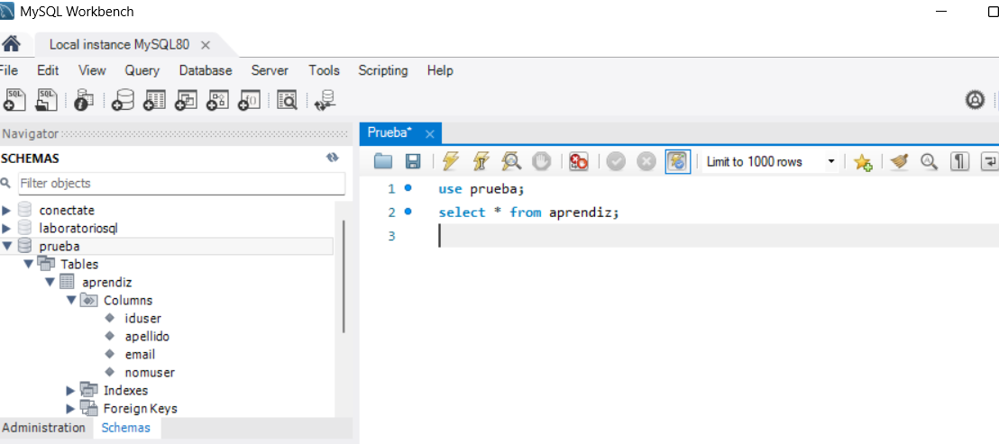 MySQL Workbench
Local instance MySQL80
File Edit View Query Database Server Tools Scripting Help
SQL SQL
Navigator
SCHEMAS
Filter objects
conectate
laboratoriosql
prueba
Tables
aprendiz
Columns
iduser
apellido
email
nomuser
Indexes
Foreign Keys
Administration Schemas
Prueba*
Limit to 1000 rows
1 use prueba;
2 select * from aprendiz;
3